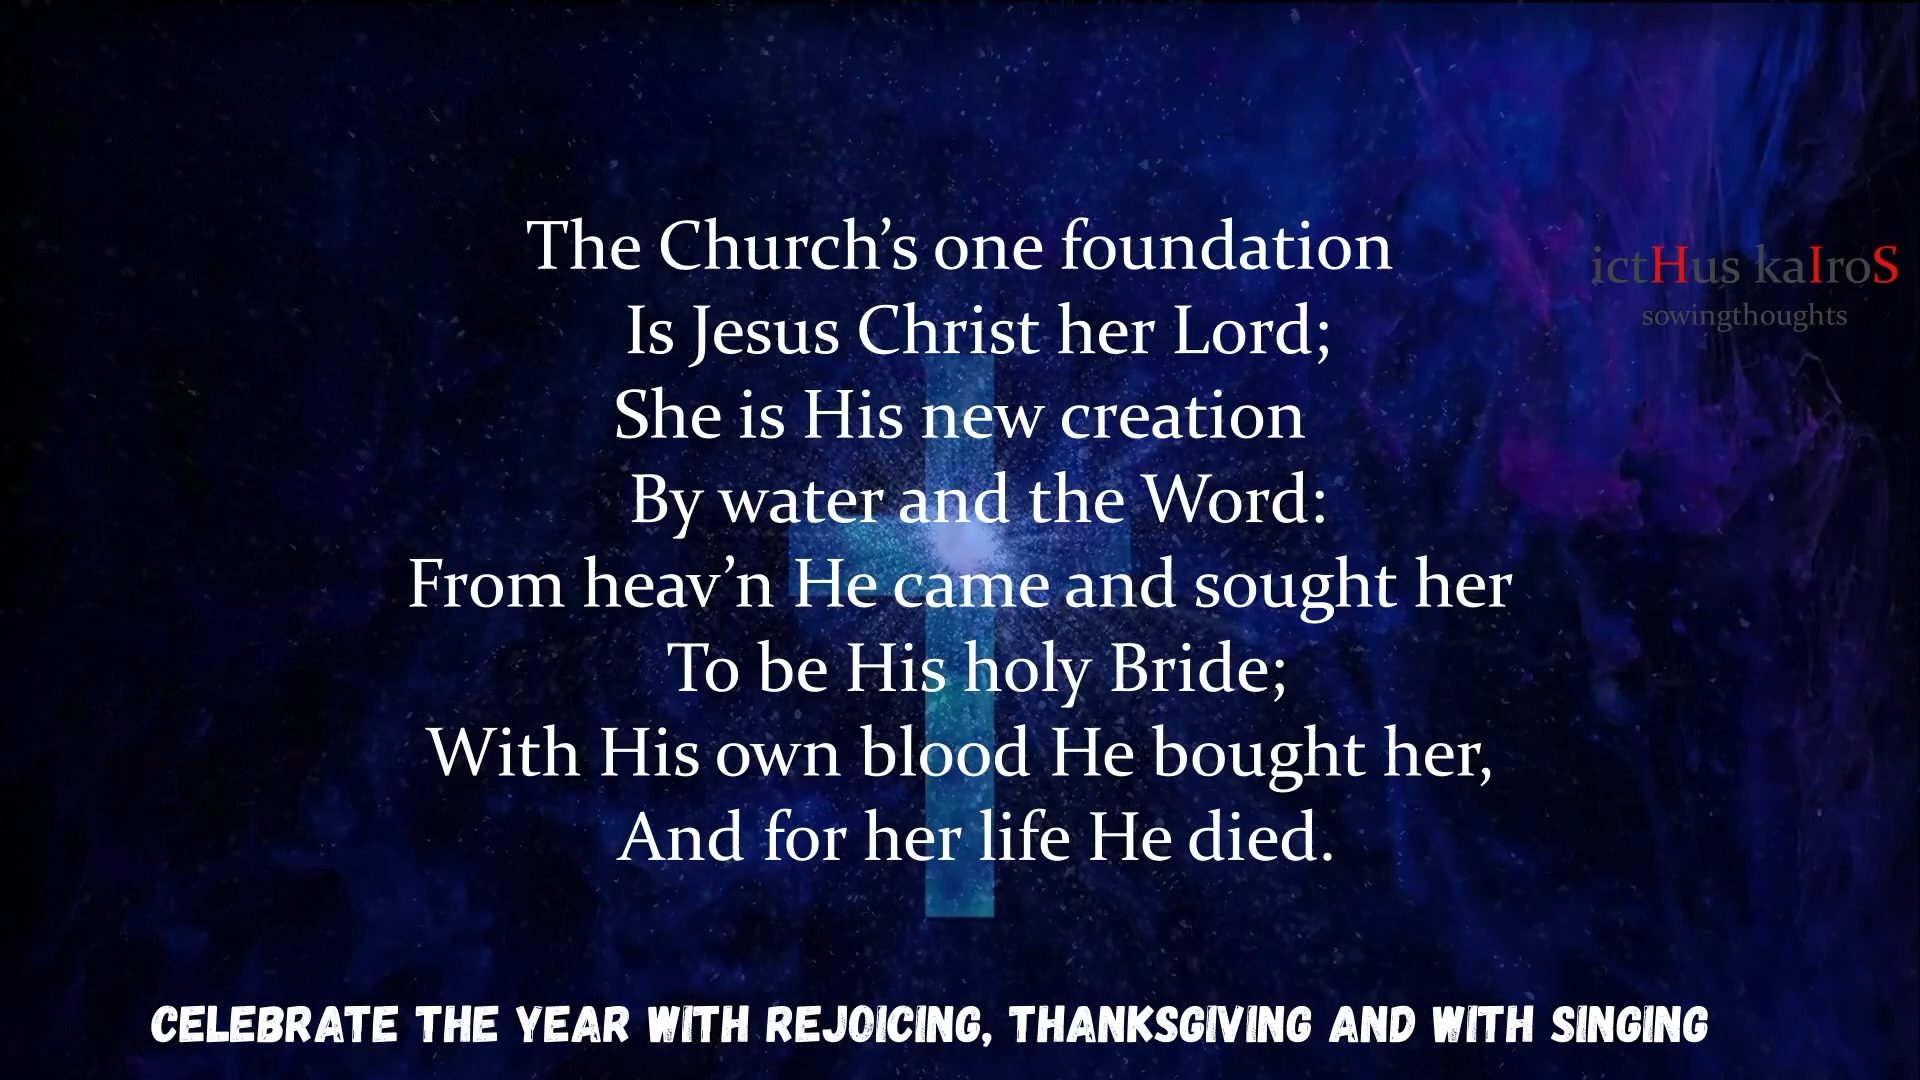 The Church’s one foundation
Is Jesus Christ her Lord;
She is His new creation
By water and the Word:
From heav’n He came and sought her
To be His holy Bride;
With His own blood He bought her,
And for her life He died.
ictHus kaIroS
sowingthoughts
CELEBRATE THE YEAR WITH REJOICING, THANKSGIVING AND WITH SINGING